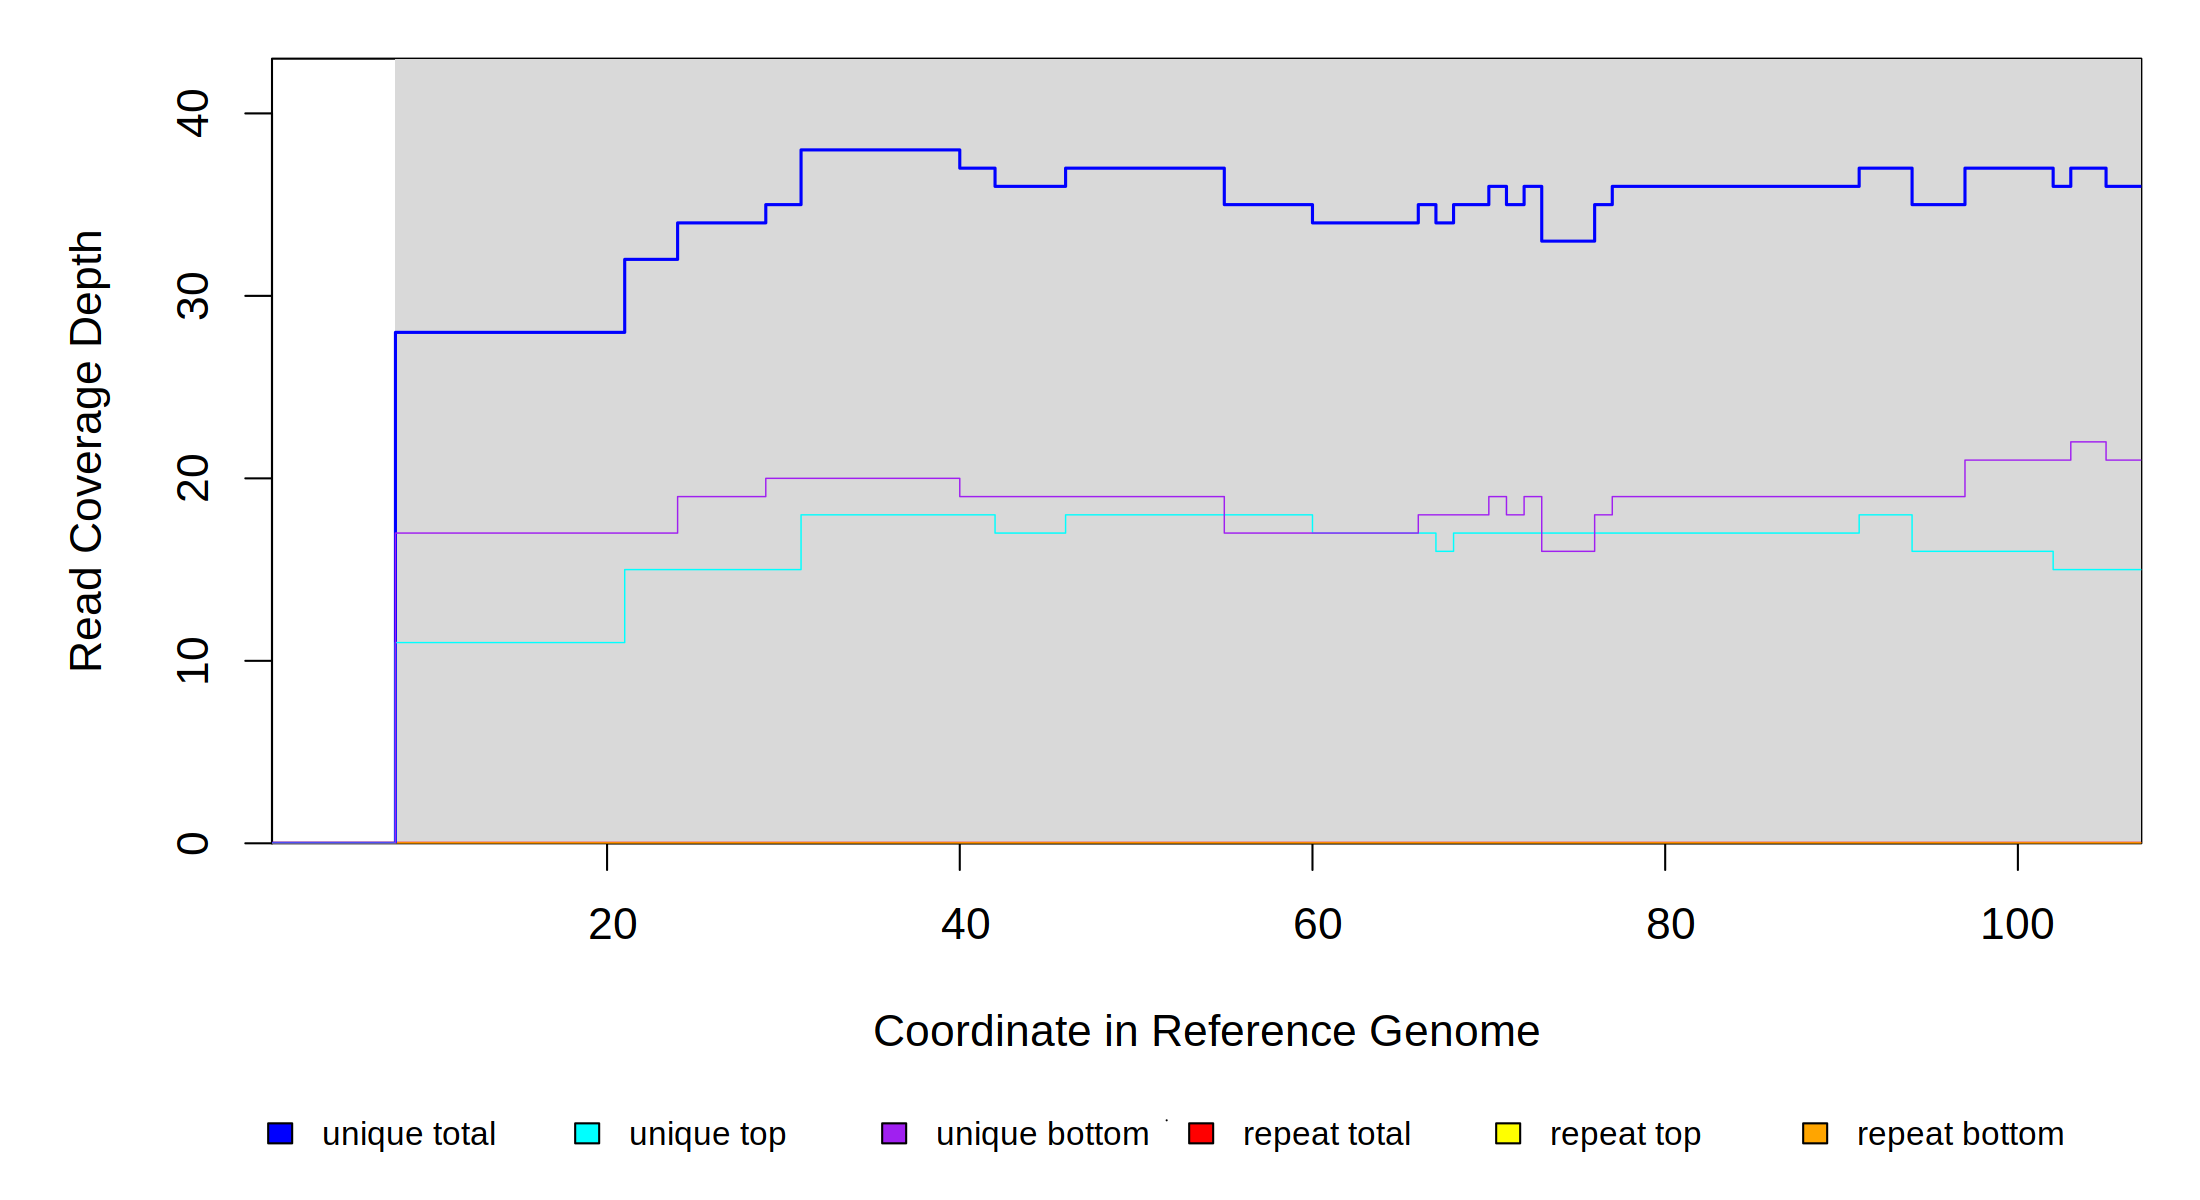 Read Coverage Depth
40
30
20
10
0
20 40 60 80 100
Coordinate in Reference Genome
unique total unique top unique bottom repeat total repeat top repeat bottom